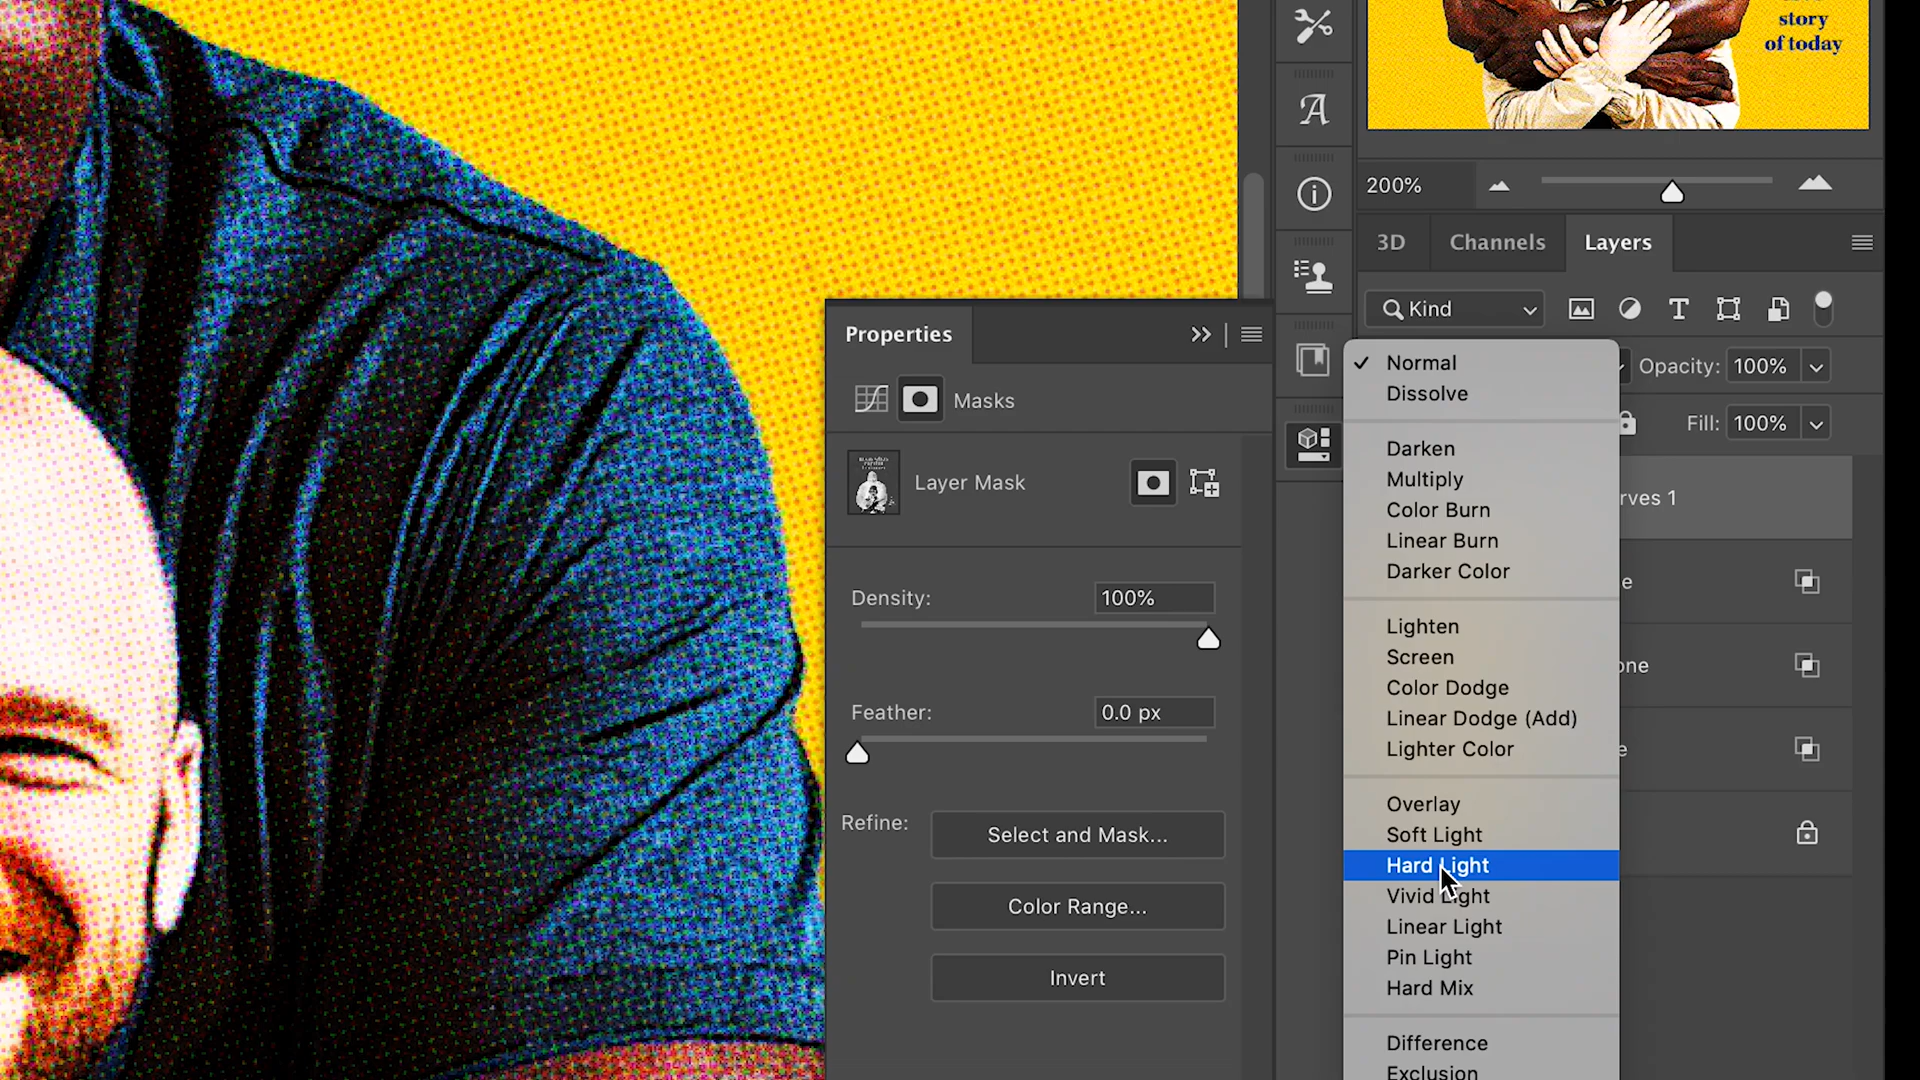 story
of today
200%
3D
Channels
Layers
Kind
Properties
Normal
Opacity: 100%
Dissolve
Masks
Fill: 100%
Darken
Multiply
Layer Mask
rves 1
Color Burn
Linear Burn
Darker Color
e
Density: 100%
Lighten
Screen
one
Color Dodge
Feather: 0.0 px
Linear Dodge (Add)
Lighter Color
e
Overlay
Refine:
Select and Mask...
Soft Light
Hard Light
Vivid Light
Color Range...
Linear Light
Pin Light
Invert
Hard Mix
Difference
Exclusion